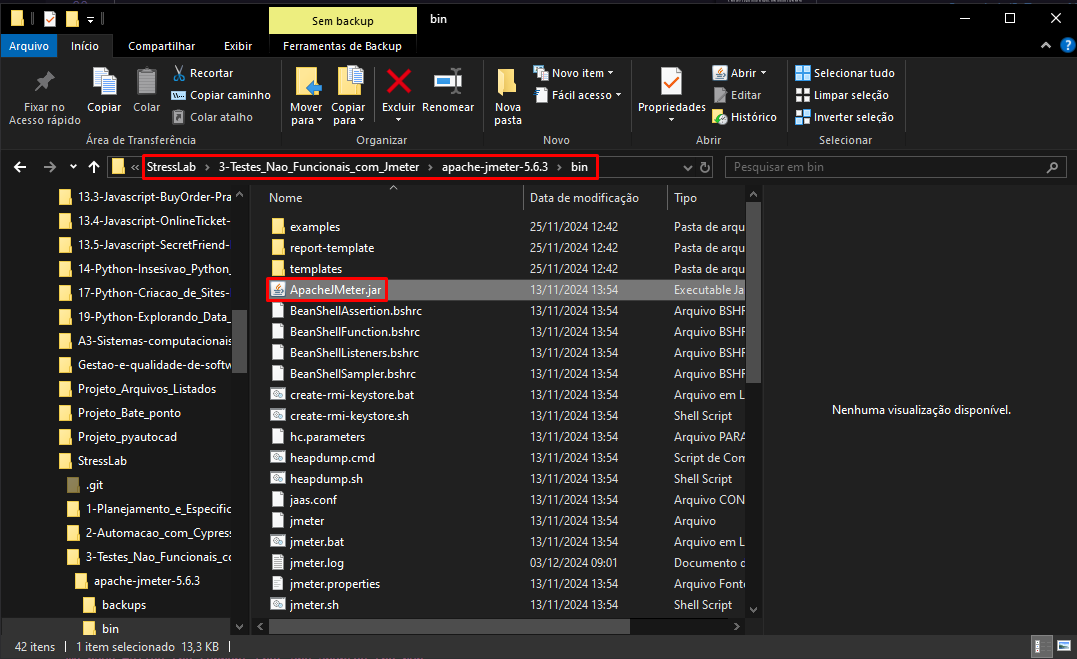 Sem backup
bin
Arquivo
Início
Compartilhar
Exibir
Ferramentas de Backup
?
Fixar no
Acesso rápido
Copiar
Colar
Recortar
Copiar caminho
Colar atalho
Área de Transferência
Mover
para
Copiar
para
Excluir
Renomear
Organizar
Nova
pasta
Novo item
Fácil acesso
Novo
Propriedades
Abrir
Editar
Histórico
Abrir
Selecionar tudo
Limpar seleção
Inverter seleção
Selecionar
« StressLab › 3-Testes_Nao_Funcionais_com_Jmeter › apache-jmeter-5.6.3 › bin
Pesquisar em bin
13.3-Javascript-BuyOrder-Pra
13.4-Javascript-OnlineTicket-
13.5-Javascript-SecretFriend-
14-Python-Insesivao_Python_
17-Python-Criacao_de_Sites-
19-Python-Explorando_Data_
A3-Sistemas-computacionais
Gestao-e-qualidade-de-softw
Projeto_Arquivos_Listados
Projeto_Bate_ponto
Projeto_pyautocad
StressLab
.git
1-Planejamento_e_Especific
2-Automacao_com_Cypress
3-Testes_Nao_Funcionais_co
apache-jmeter-5.6.3
backups
bin
Nome Data de modificação Tipo
examples 25/11/2024 12:42 Pasta de arqu
report-template 25/11/2024 12:42 Pasta de arqu
templates 25/11/2024 12:42 Pasta de arqu
ApacheJMeter.jar 13/11/2024 13:54 Executable Ja
BeanShellAssertion.bshrc 13/11/2024 13:54 Arquivo BSHR
BeanShellFunction.bshrc 13/11/2024 13:54 Arquivo BSHR
BeanShellListeners.bshrc 13/11/2024 13:54 Arquivo BSHR
BeanShellSampler.bshrc 13/11/2024 13:54 Arquivo BSHR
create-rmi-keystore.bat 13/11/2024 13:54 Arquivo em L
create-rmi-keystore.sh 13/11/2024 13:54 Shell Script
hc.parameters 13/11/2024 13:54 Arquivo PARA
heapdump.cmd 13/11/2024 13:54 Script de Com
heapdump.sh 13/11/2024 13:54 Shell Script
jaas.conf 13/11/2024 13:54 Arquivo CON
jmeter 13/11/2024 13:54 Arquivo
jmeter.bat 13/11/2024 13:54 Arquivo em L
jmeter.log 03/12/2024 09:01 Documento d
jmeter.properties 13/11/2024 13:54 Arquivo Font
jmeter.sh 13/11/2024 13:54 Shell Script
Nenhuma visualização disponível.
42 itens
1 item selecionado 13,3 KB